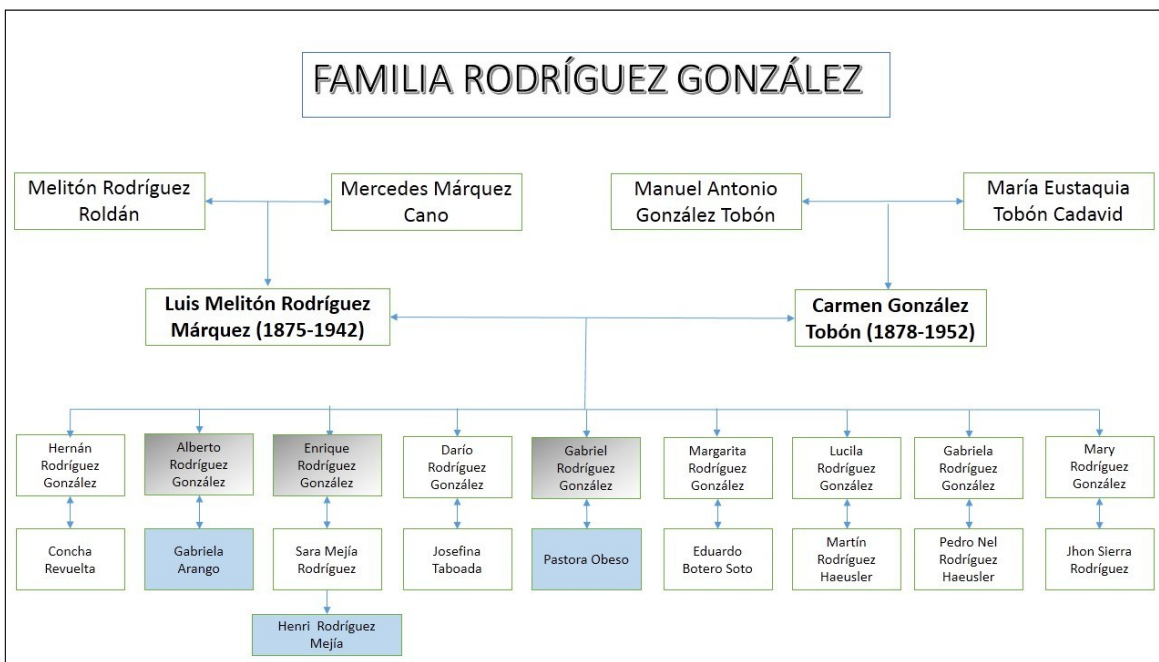 FAMILIA RODRÍGUEZ GONZÁLEZ
Melitón Rodríguez
Roldán
Mercedes Márquez
Cano
Manuel Antonio
González Tobón
María Eustaquia
Tobón Cadavid
Luis Melitón Rodríguez
Márquez (1875-1942)
Carmen González
Tobón (1878-1952)
Hernán
Rodríguez
González
Alberto
Rodríguez
González
Enrique
Rodríguez
González
Darío
Rodríguez
González
Gabriel
Rodríguez
González
Margarita
Rodríguez
González
Lucila
Rodríguez
González
Gabriela
Rodríguez
González
Mary
Rodríguez
González
Concha
Revuelta
Gabriela
Arango
Sara Mejía
Rodríguez
Josefina
Taboada
Pastora Obeso
Eduardo
Botero Soto
Martín
Rodríguez
Haeusler
Pedro Nel
Rodríguez
Haeusler
Jhon Sierra
Rodríguez
Henri Rodríguez
Mejía